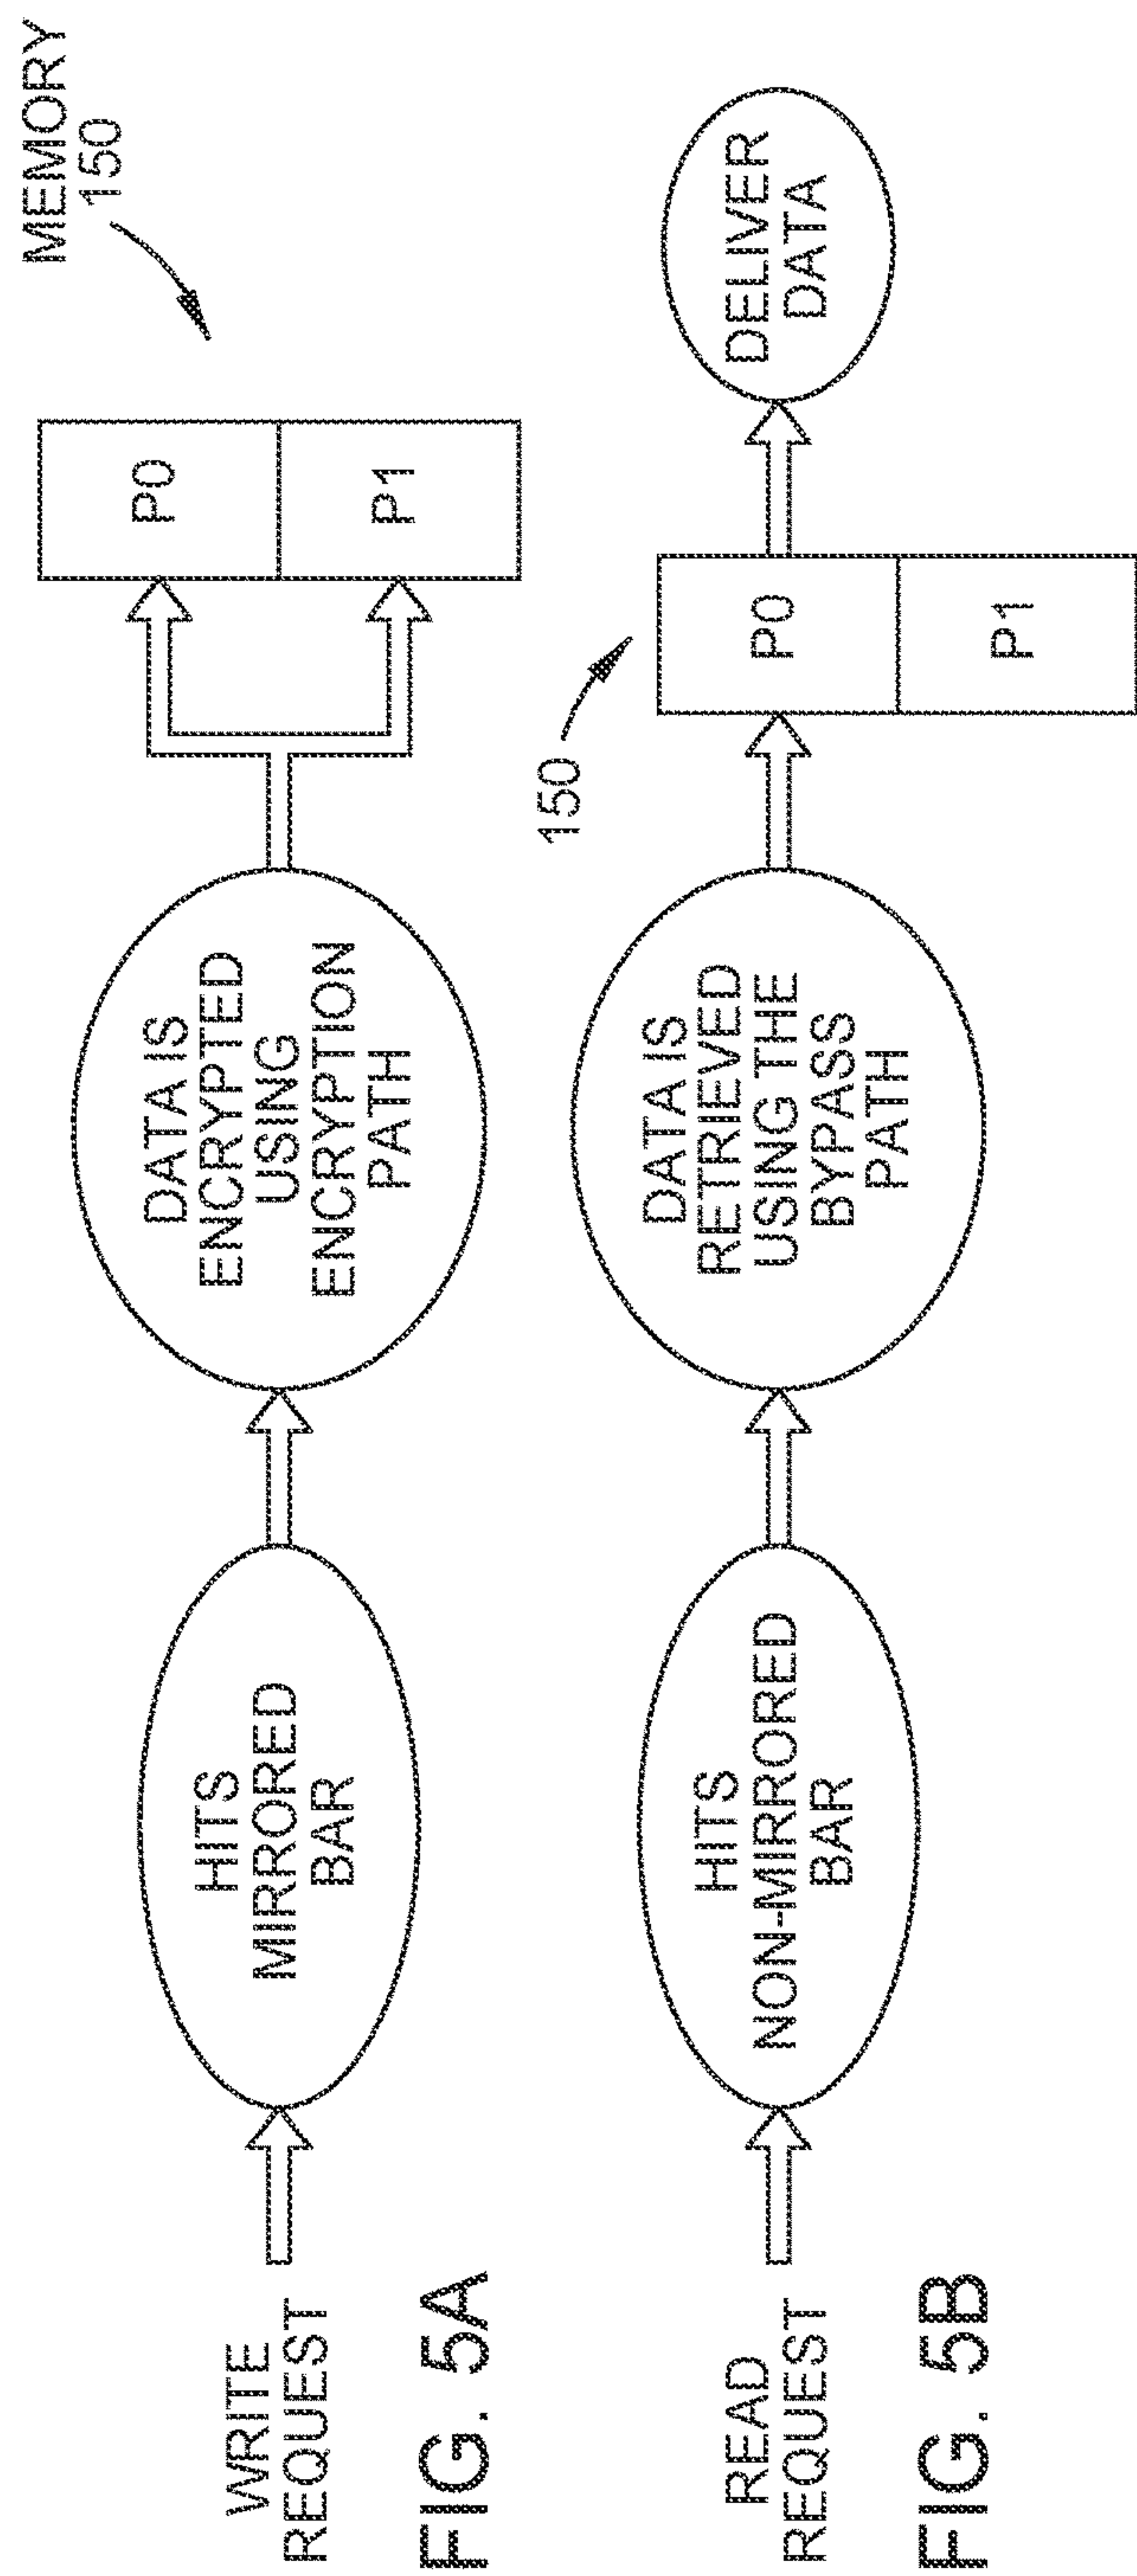 WRITE
REQUEST
HITS
MIRRORED
BAR
DATA IS
ENCRYPTED
USING
ENCRYPTION
PATH
P0
P1
MEMORY
150
FIG. 5A
READ
REQUEST
HITS
NON-MIRRORED
BAR
DATA IS
RETRIEVED
USING THE
BYPASS
PATH
150
P0
P1
DELIVER
DATA
FIG. 5B